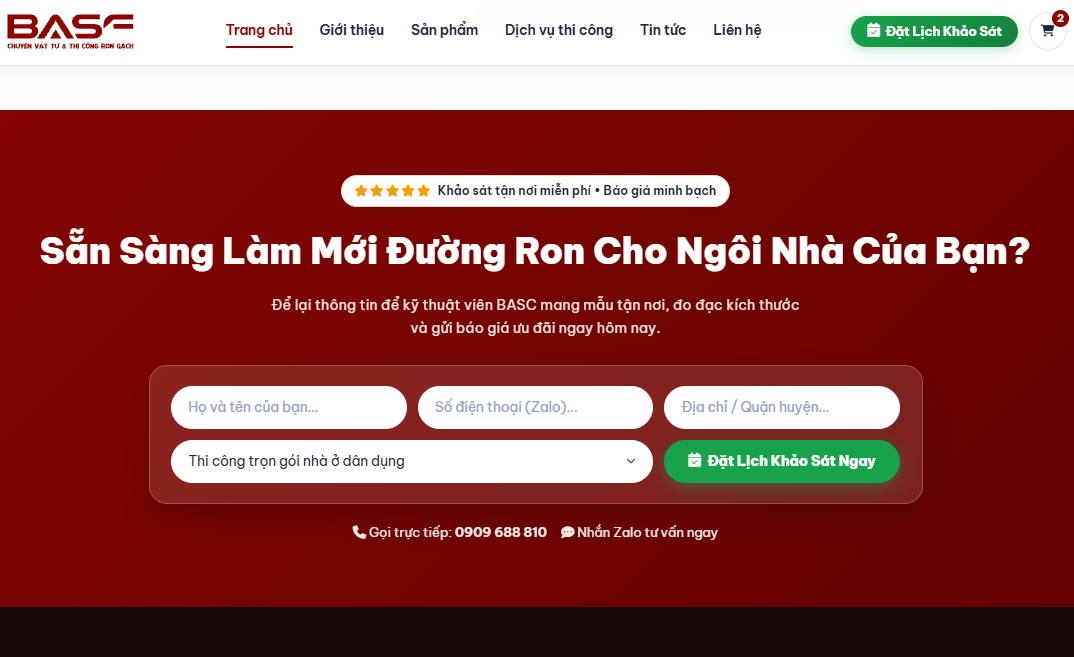 BASF
CHUYÊN VẬT TƯ & THI CÔNG RON GẠCH
Trang chủ
Giới thiệu
Sản phẩm
Dịch vụ thi công
Tin tức
Liên hệ
Đặt Lịch Khảo Sát
2
Khảo sát tận nơi miễn phí • Báo giá minh bạch
Sẵn Sàng Làm Mới Đường Ron Cho Ngôi Nhà Của Bạn?
Để lại thông tin để kỹ thuật viên BASC mang mẫu tận nơi, đo đạc kích thước
và gửi báo giá ưu đãi ngay hôm nay.
Họ và tên của bạn...
Số điện thoại (Zalo)...
Địa chỉ / Quận huyện...
Thi công trọn gói nhà ở dân dụng
Đặt Lịch Khảo Sát Ngay
Gọi trực tiếp: 0909 688 810
Nhắn Zalo tư vấn ngay